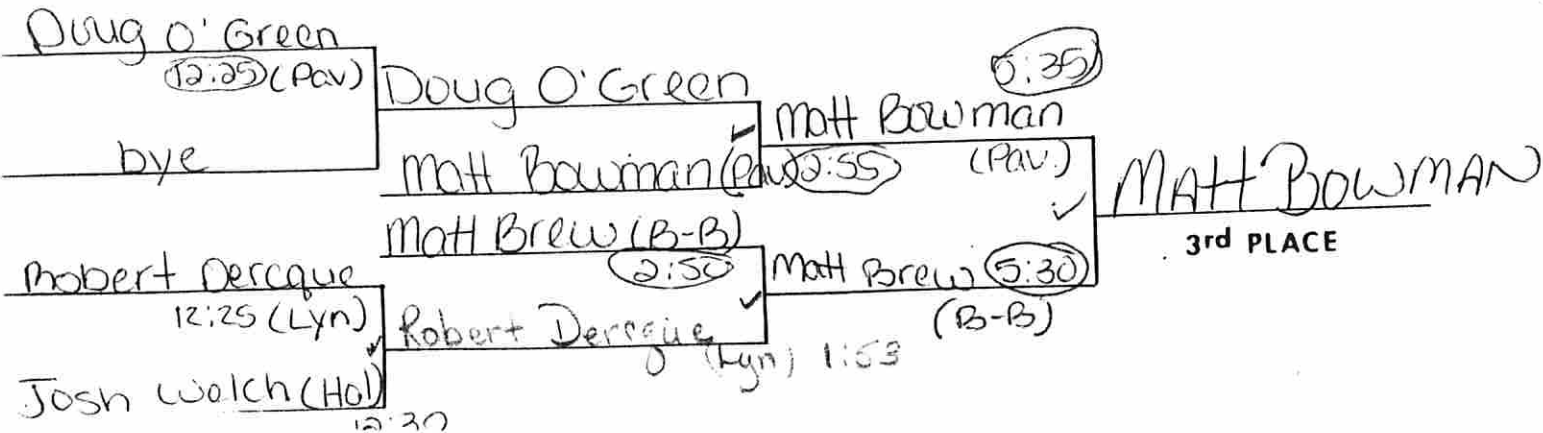 Doug O'Green
12:25 (Pav)
bye
Robert Dercque
12:25 (Lyn)
Josh Walch (Hal)
12:30
Doug O'Green
Matt Bowman (Pav) 2:55
Matt Brew (B-B)
2:50
Robert Dercque
(Lyn) 1:53
5:35
Matt Bowman
(Pav.)
Matt Brew 5:30
(B-B)
MATT BOWMAN
3rd PLACE